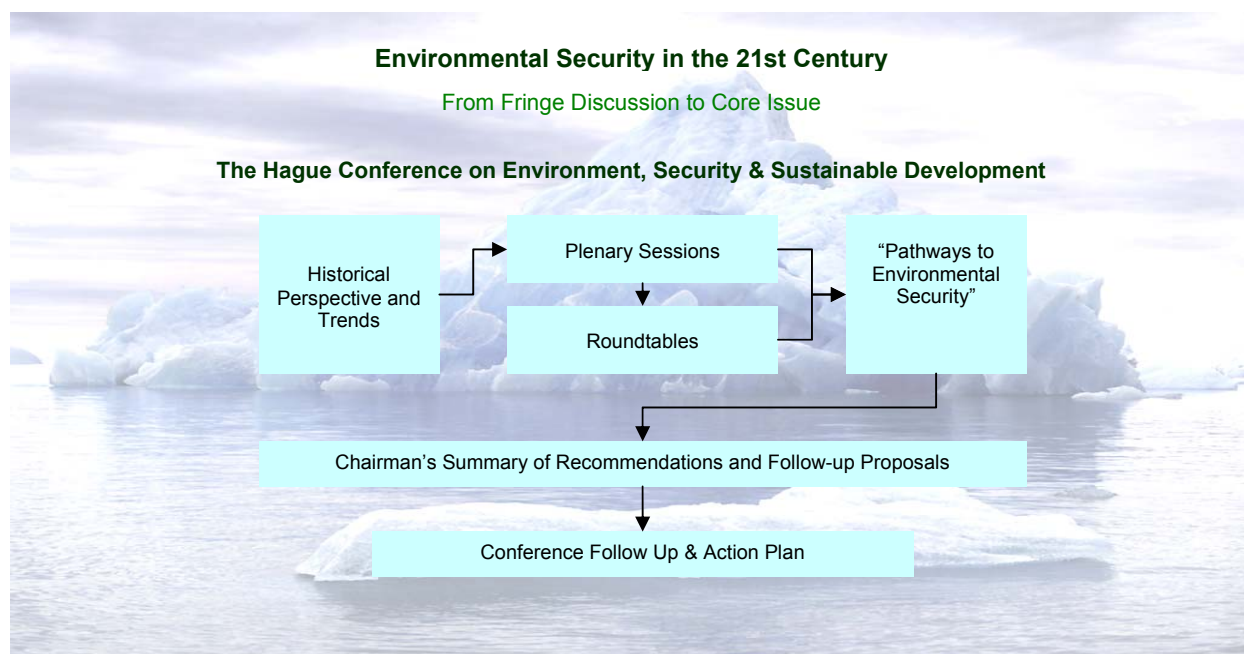 Environmental Security in the 21st Century
From Fringe Discussion to Core Issue
The Hague Conference on Environment, Security & Sustainable Development
Historical
Perspective and
Trends
Plenary Sessions
Roundtables
“Pathways to
Environmental
Security”
Chairman’s Summary of Recommendations and Follow-up Proposals
Conference Follow Up & Action Plan